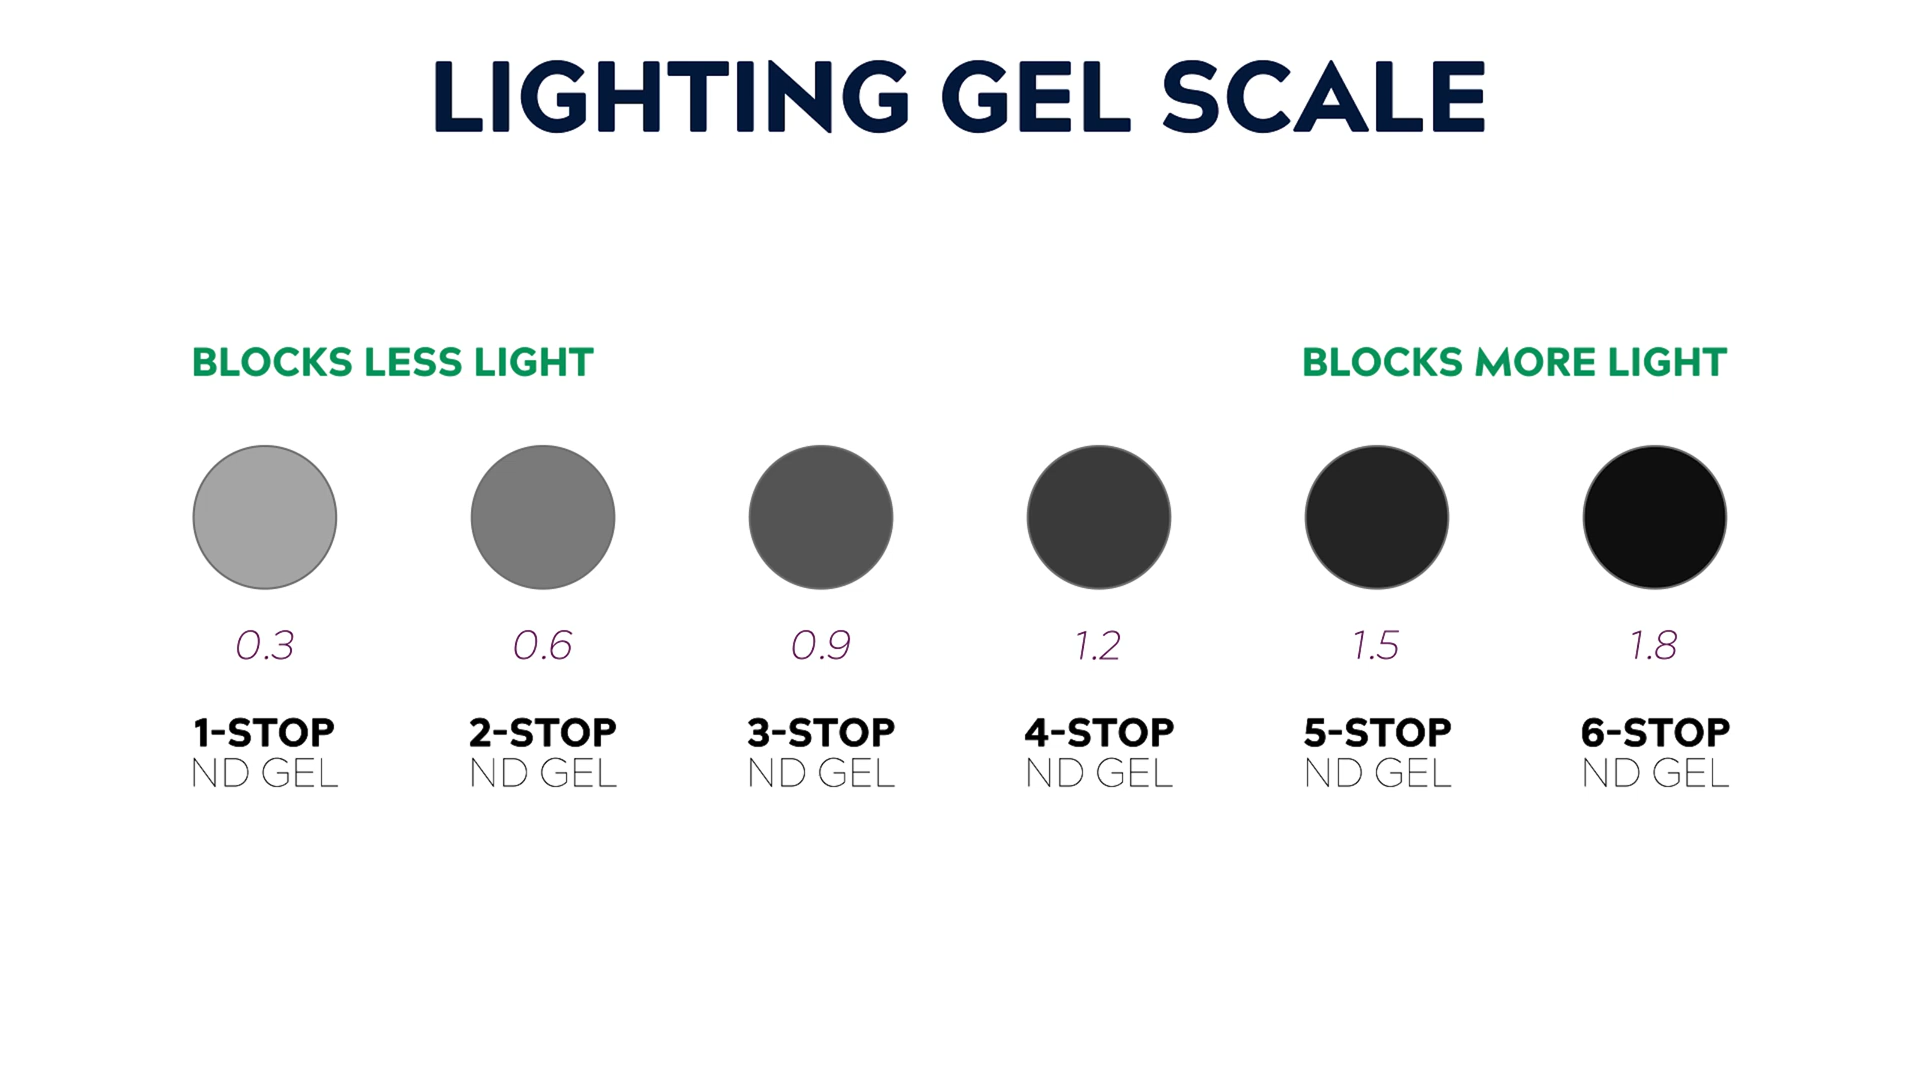 LIGHTING GEL SCALE
BLOCKS LESS LIGHT
BLOCKS MORE LIGHT
0.3
0.6
0.9
1.2
1.5
1.8
1-STOP
ND GEL
2-STOP
ND GEL
3-STOP
ND GEL
4-STOP
ND GEL
5-STOP
ND GEL
6-STOP
ND GEL